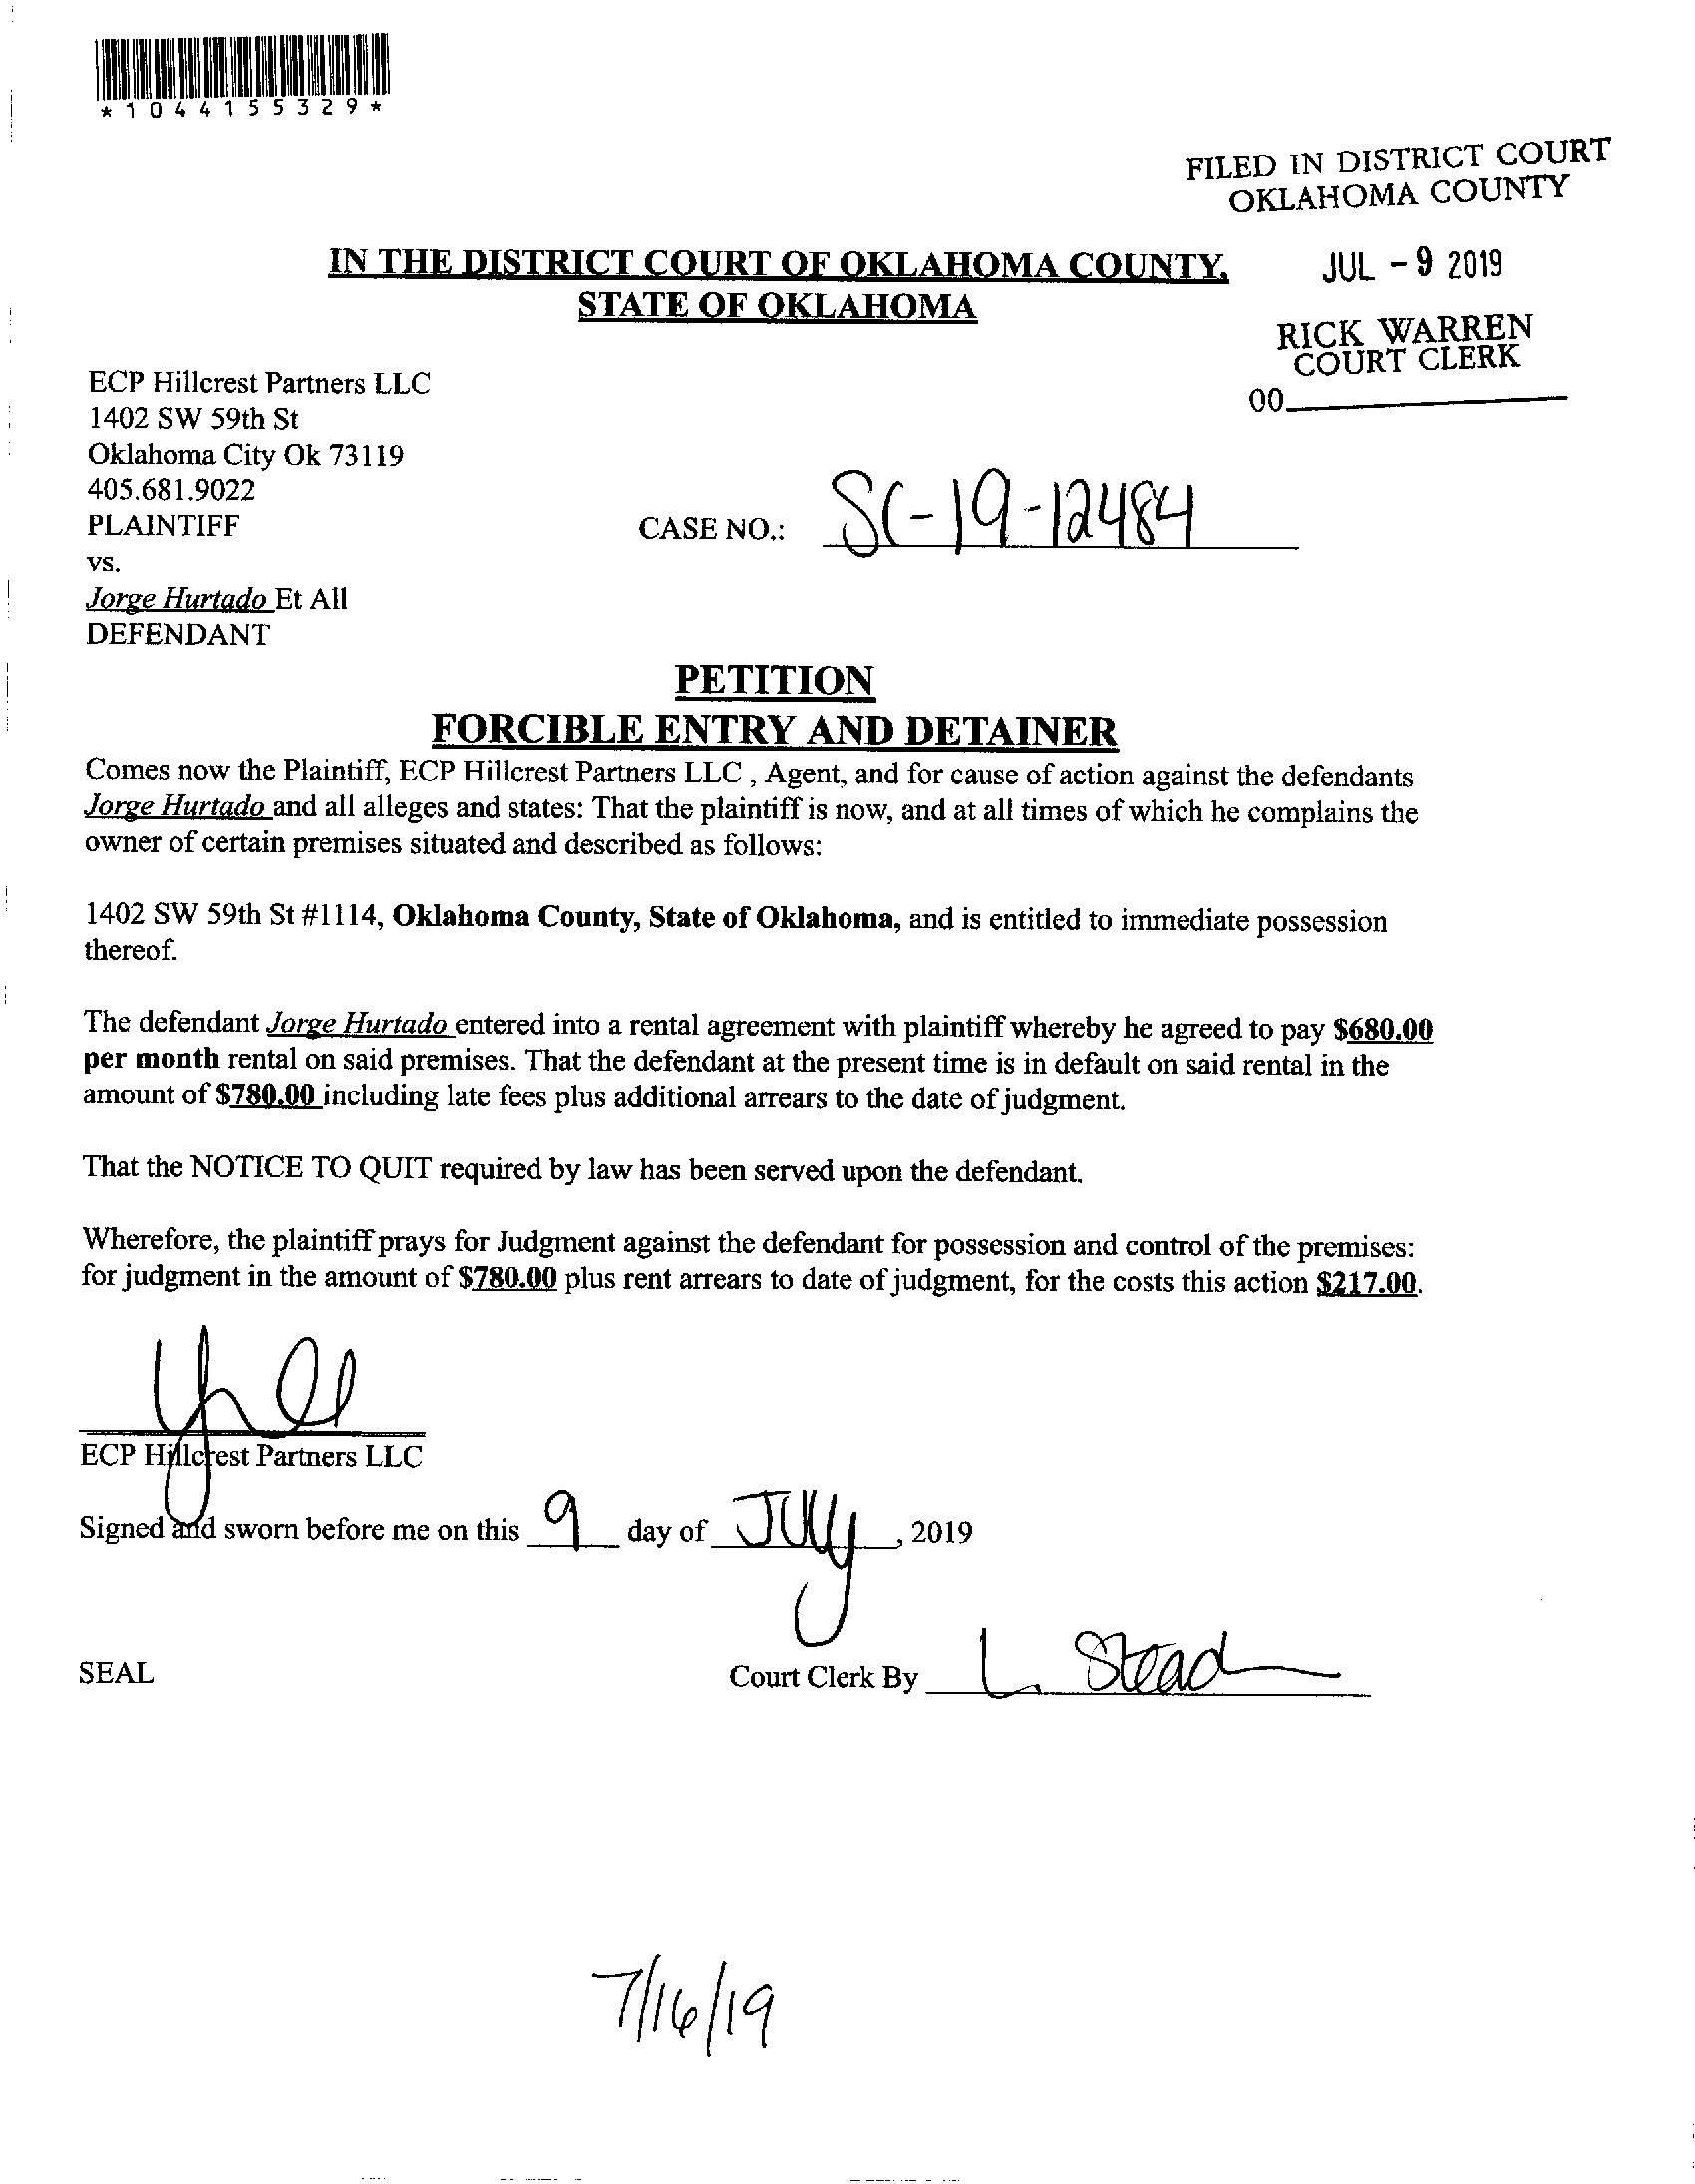 *1044155329*
FILED IN DISTRICT COURT
OKLAHOMA COUNTY
IN THE DISTRICT COURT OF OKLAHOMA COUNTY,
STATE OF OKLAHOMA
JUL - 9 2019
RICK WARREN
COURT CLERK
00
ECP Hillcrest Partners LLC
1402 SW 59th St
Oklahoma City Ok 73119
405.681.9022
PLAINTIFF
CASE NO.: SC-19-12484
vs.
Jorge Hurtado Et All
DEFENDANT
PETITION
FORCIBLE ENTRY AND DETAINER
Comes now the Plaintiff, ECP Hillcrest Partners LLC , Agent, and for cause of action against the defendants
Jorge Hurtado and all alleges and states: That the plaintiff is now, and at all times of which he complains the
owner of certain premises situated and described as follows:
1402 SW 59th St #1114, Oklahoma County, State of Oklahoma, and is entitled to immediate possession
thereof.
The defendant Jorge Hurtado entered into a rental agreement with plaintiff whereby he agreed to pay $680.00
per month rental on said premises. That the defendant at the present time is in default on said rental in the
amount of $780.00 including late fees plus additional arrears to the date of judgment.
That the NOTICE TO QUIT required by law has been served upon the defendant.
Wherefore, the plaintiff prays for Judgment against the defendant for possession and control of the premises:
for judgment in the amount of $780.00 plus rent arrears to date of judgment, for the costs this action $217.00.
ECP Hillcrest Partners LLC
Signed and sworn before me on this 9 day of July, 2019
SEAL
Court Clerk By L. Stead
7/16/19